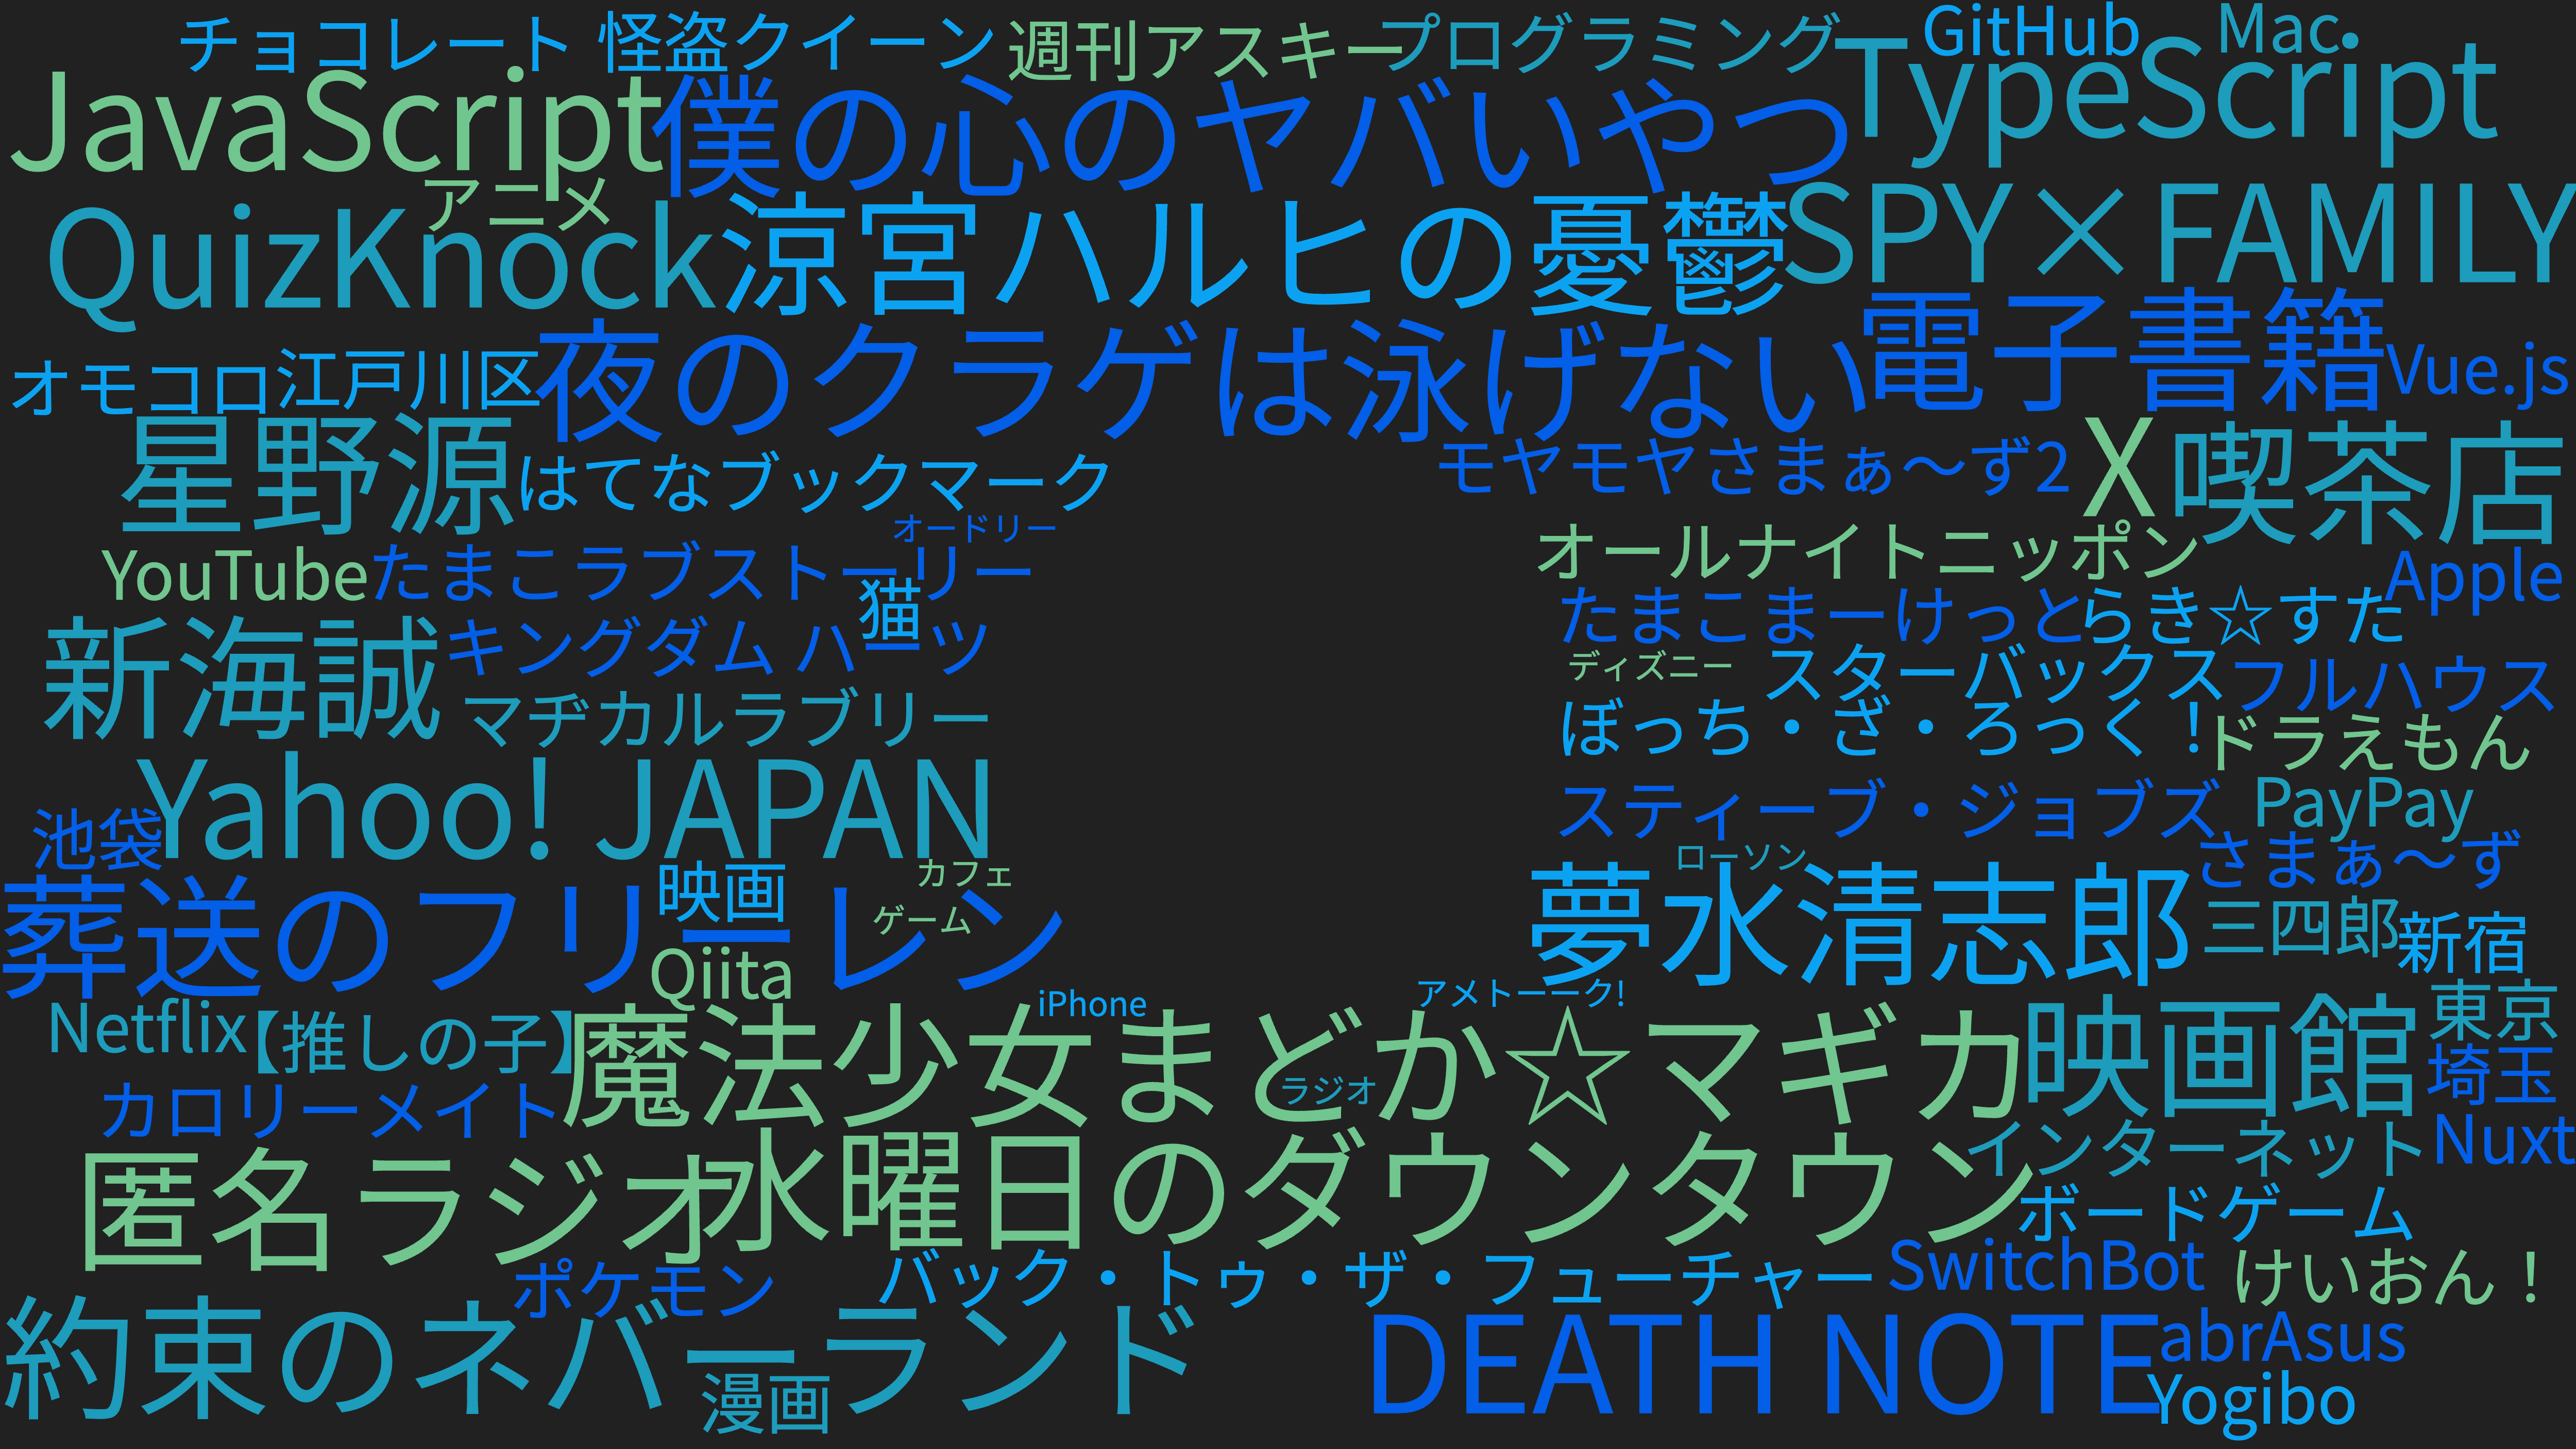 チョコレート 怪盗クイーン 週刊アスキー プログラミング GitHub Mac
JavaScript 僕の心のヤバいやつ TypeScript
アニメ
QuizKnock 涼宮ハルヒの憂鬱 SPY×FAMILY
オモコロ 江戸川区 夜のクラゲは泳げない 電子書籍 Vue.js
星野源 はてなブックマーク モヤモヤさまぁ〜ず2 X 喫茶店
オードリー オールナイトニッポン
YouTube たまこラブストーリー Apple
猫 たまこまーけっと らき☆すた
新海誠 キングダム ハーツ ディズニー スターバックス フルハウス
マヂカルラブリー ぼっち・ざ・ろっく！ ドラえもん
Yahoo! JAPAN スティーブ・ジョブズ PayPay
池袋 ローソン さまぁ〜ず
葬送のフリーレン 映画 カフェ 夢水清志郎 三四郎 新宿
ゲーム
Qiita iPhone アメトーーク! 東京
Netflix 【推しの子】 魔法少女まどか☆マギカ 映画館 埼玉
カロリーメイト ラジオ インターネット Nuxt
匿名ラジオ 水曜日のダウンタウン ボードゲーム
ポケモン バック・トゥ・ザ・フューチャー SwitchBot けいおん！
約束のネバーランド DEATH NOTE abrAsus
漫画 Yogibo